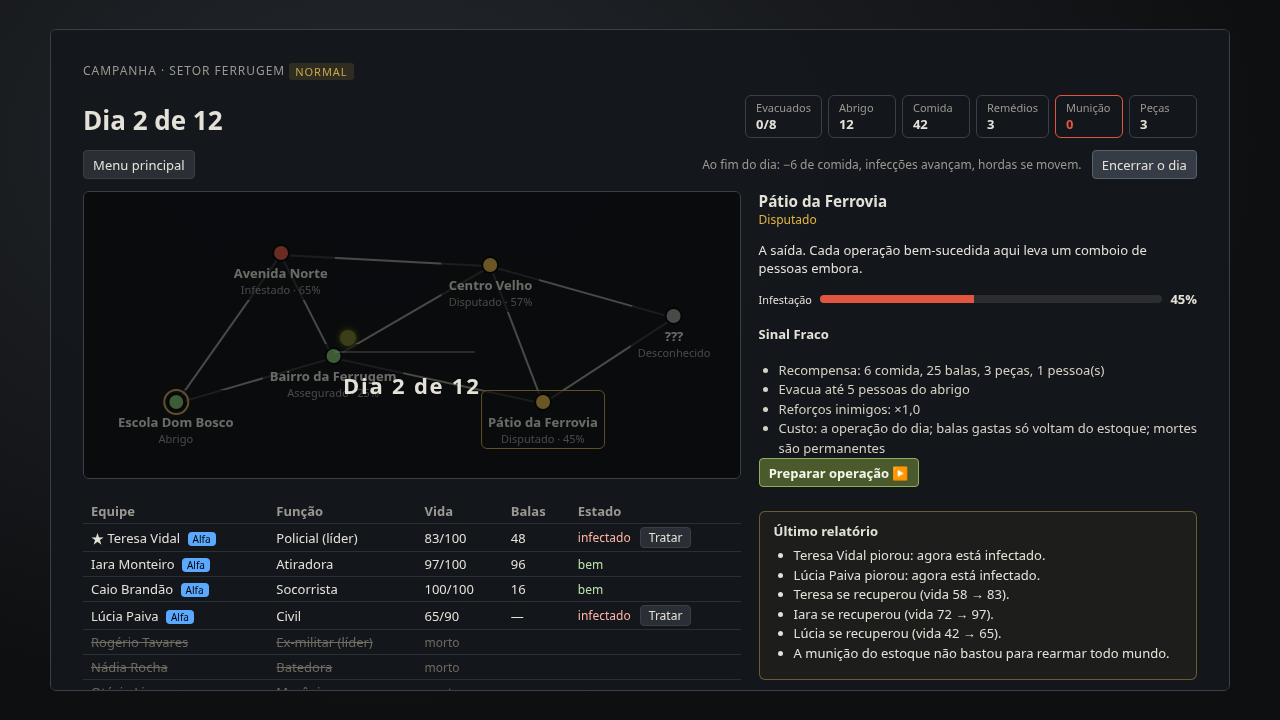 CAMPANHA · SETOR FERRUGEM NORMAL
Dia 2 de 12
Evacuados 0/8
Abrigo 12
Comida 42
Remédios 3
Munição 0
Peças 3
Menu principal
Ao fim do dia: −6 de comida, infecções avançam, hordas se movem.
Encerrar o dia
Avenida Norte
Infestado · 65%
Centro Velho
Disputado · 57%
???
Desconhecido
Bairro da Ferrugem
Dia 2 de 12
Escola Dom Bosco
Abrigo
Pátio da Ferrovia
Disputado · 45%
Pátio da Ferrovia
Disputado
A saída. Cada operação bem-sucedida aqui leva um comboio de
pessoas embora.
Infestação 45%
Sinal Fraco
Recompensa: 6 comida, 25 balas, 3 peças, 1 pessoa(s)
Evacua até 5 pessoas do abrigo
Reforços inimigos: ×1,0
Custo: a operação do dia; balas gastas só voltam do estoque; mortes
são permanentes
Preparar operação ▶️
Equipe Função Vida Balas Estado
★ Teresa Vidal Alfa Policial (líder) 83/100 48 infectado Tratar
Iara Monteiro Alfa Atiradora 97/100 96 bem
Caio Brandão Alfa Socorrista 100/100 16 bem
Lúcia Paiva Alfa Civil 65/90 — infectado Tratar
Rogério Tavares Ex-militar (líder) morto
Nádia Rocha Batedora morto
Último relatório
Teresa Vidal piorou: agora está infectado.
Lúcia Paiva piorou: agora está infectado.
Teresa se recuperou (vida 58 → 83).
Iara se recuperou (vida 72 → 97).
Lúcia se recuperou (vida 42 → 65).
A munição do estoque não bastou para rearmar todo mundo.